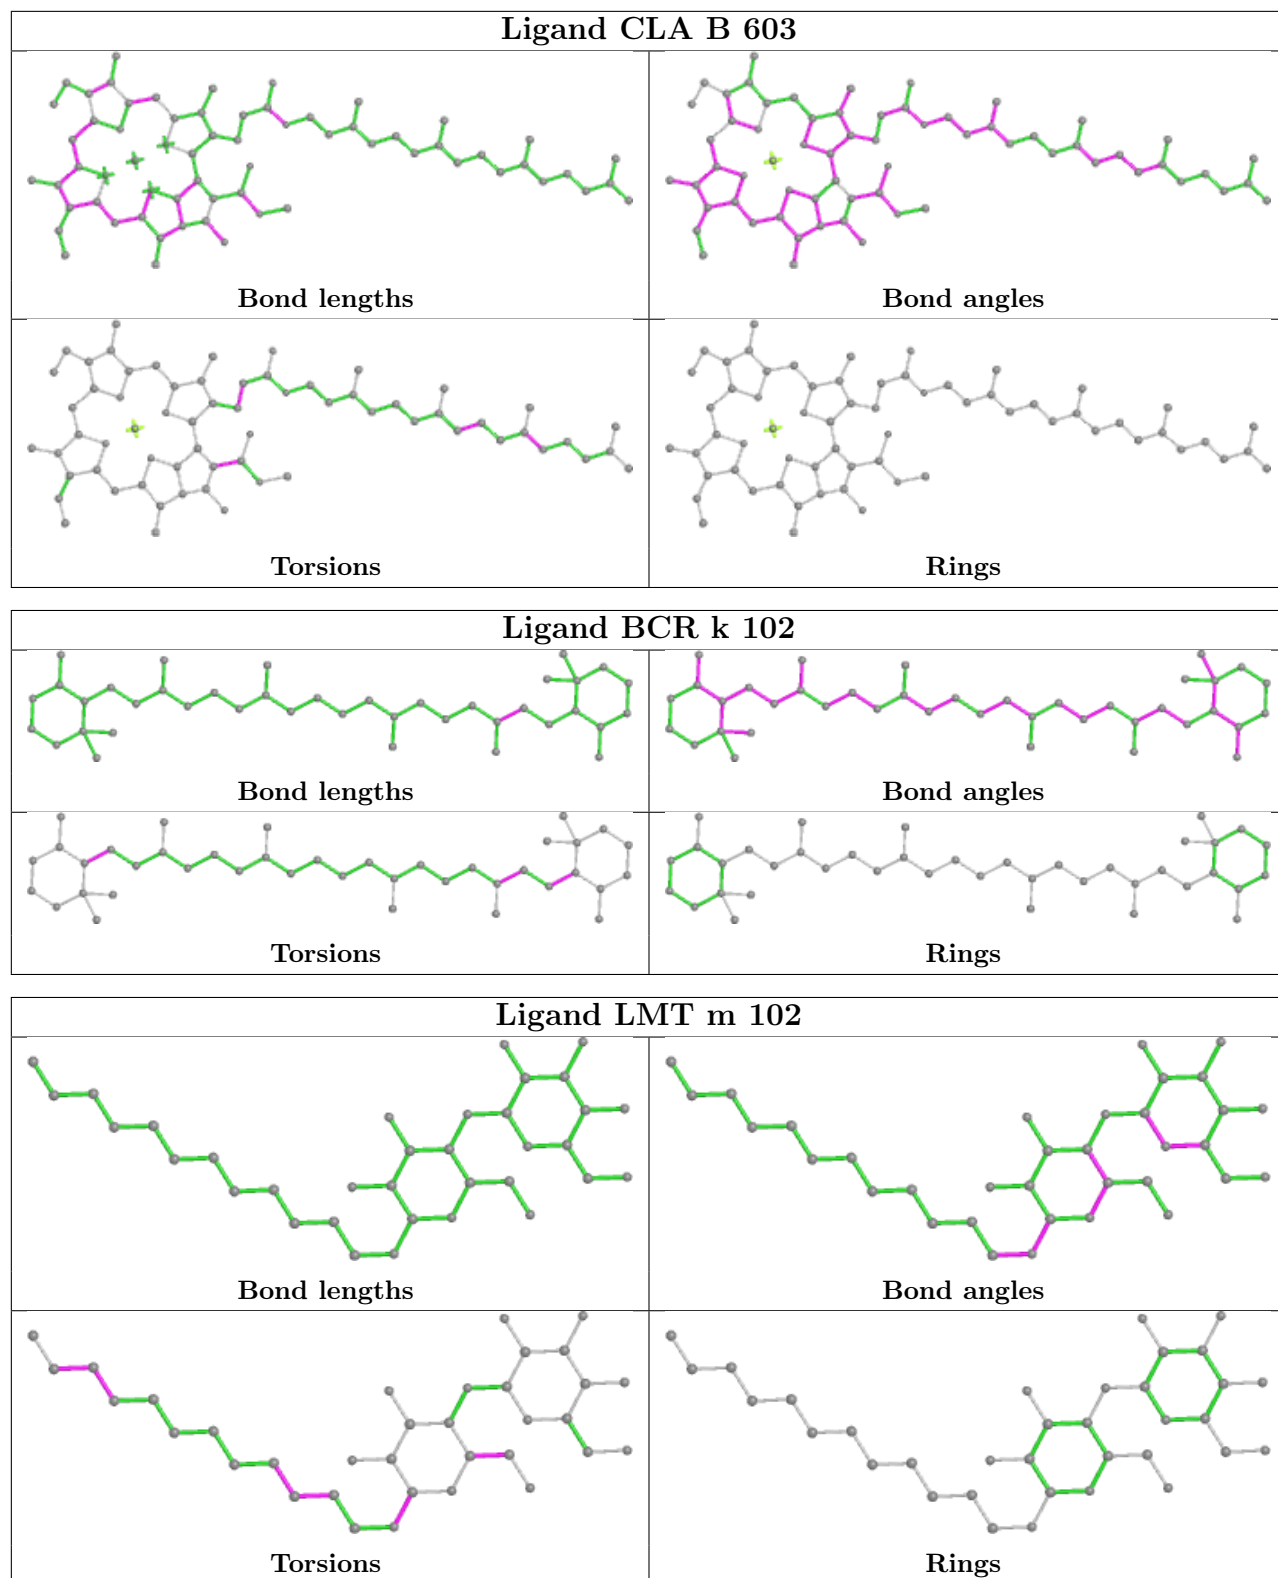 Ligand CLA B 603
Bond lengths
Bond angles
Torsions
Rings
Ligand BCR k 102
Bond lengths
Bond angles
Torsions
Rings
Ligand LMT m 102
Bond lengths
Bond angles
Torsions
Rings